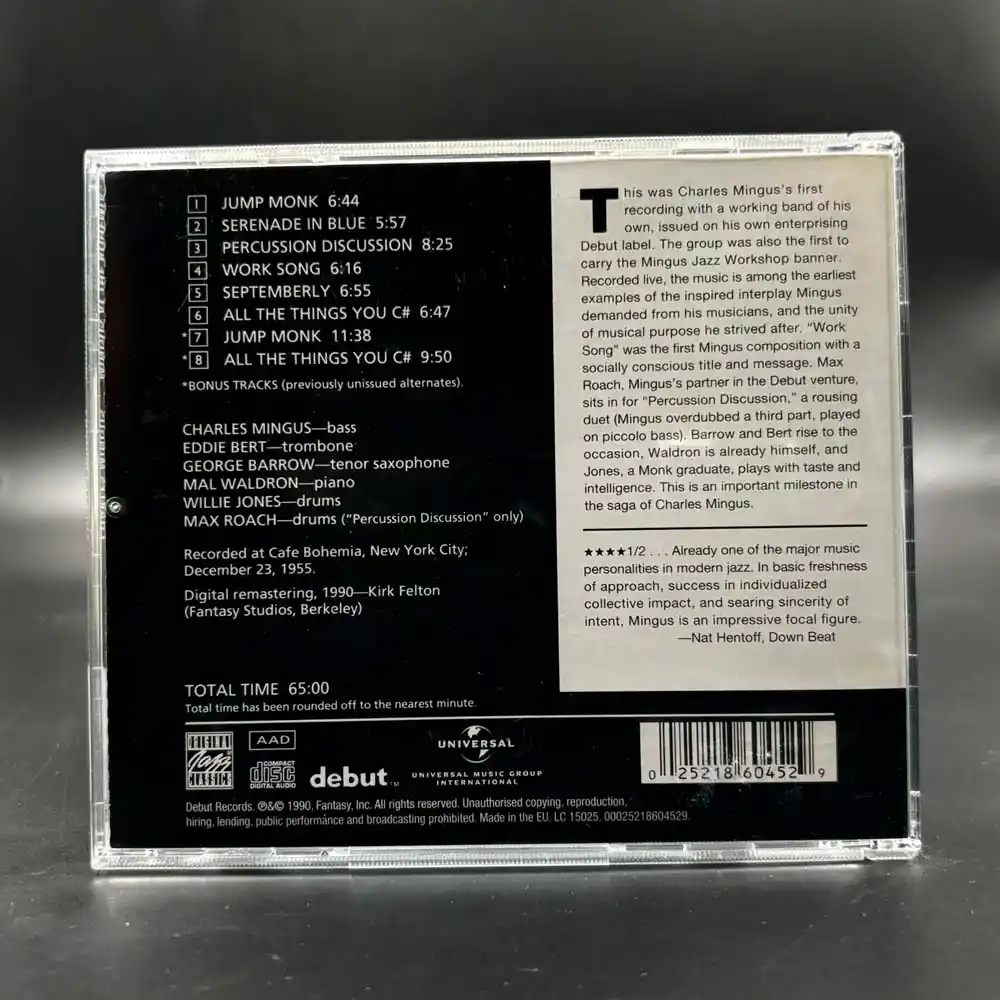 1 JUMP MONK 6:44
2 SERENADE IN BLUE 5:57
3 PERCUSSION DISCUSSION 8:25
4 WORK SONG 6:16
5 SEPTEMBERLY 6:55
6 ALL THE THINGS YOU C# 6:47
*7 JUMP MONK 11:38
*8 ALL THE THINGS YOU C# 9:50
*BONUS TRACKS (previously unissued alternates).
CHARLES MINGUS—bass
EDDIE BERT—trombone
GEORGE BARROW—tenor saxophone
MAL WALDRON—piano
WILLIE JONES—drums
MAX ROACH—drums ("Percussion Discussion" only)
Recorded at Cafe Bohemia, New York City;
December 23, 1955.
Digital remastering, 1990—Kirk Felton
(Fantasy Studios, Berkeley)
TOTAL TIME 65:00
Total time has been rounded off to the nearest minute.
This was Charles Mingus's first
recording with a working band of his
own, issued on his own enterprising
Debut label. The group was also the first to
carry the Mingus Jazz Workshop banner.
Recorded live, the music is among the earliest
examples of the inspired interplay Mingus
demanded from his musicians, and the unity
of musical purpose he strived after. "Work
Song" was the first Mingus composition with a
socially conscious title and message. Max
Roach, Mingus's partner in the Debut venture,
sits in for "Percussion Discussion," a rousing
duet (Mingus overdubbed a third part, played
on piccolo bass). Barrow and Bert rise to the
occasion, Waldron is already himself, and
Jones, a Monk graduate, plays with taste and
intelligence. This is an important milestone in
the saga of Charles Mingus.
★★★★1/2 . . . Already one of the major music
personalities in modern jazz. In basic freshness
of approach, success in individualized
collective impact, and searing sincerity of
intent, Mingus is an impressive focal figure.
—Nat Hentoff, Down Beat
ORIGINAL
Jazz
CLASSICS
AAD
COMPACT
disc
DIGITAL AUDIO
debut™
UNIVERSAL
UNIVERSAL MUSIC GROUP
INTERNATIONAL
0 25218 60452 9
Debut Records. ℗&© 1990, Fantasy, Inc. All rights reserved. Unauthorised copying, reproduction,
hiring, lending, public performance and broadcasting prohibited. Made in the EU. LC 15025. 00025218604529.